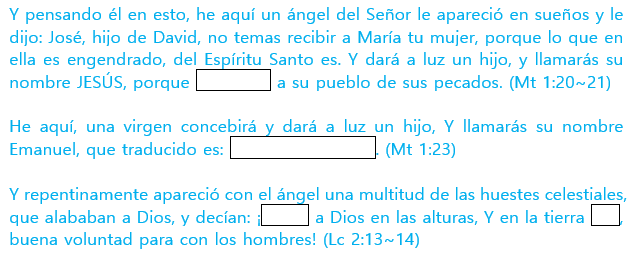 Y pensando él en esto, he aquí un ángel del Señor le apareció en sueños y le
dijo: José, hijo de David, no temas recibir a María tu mujer, porque lo que en
ella es engendrado, del Espíritu Santo es. Y dará a luz un hijo, y llamarás su
nombre JESÚS, porque a su pueblo de sus pecados. (Mt 1:20~21)
He aquí, una virgen concebirá y dará a luz un hijo, Y llamarás su nombre
Emanuel, que traducido es: . (Mt 1:23)
Y repentinamente apareció con el ángel una multitud de las huestes celestiales,
que alababan a Dios, y decían: ¡ a Dios en las alturas, Y en la tierra ,
buena voluntad para con los hombres! (Lc 2:13~14)